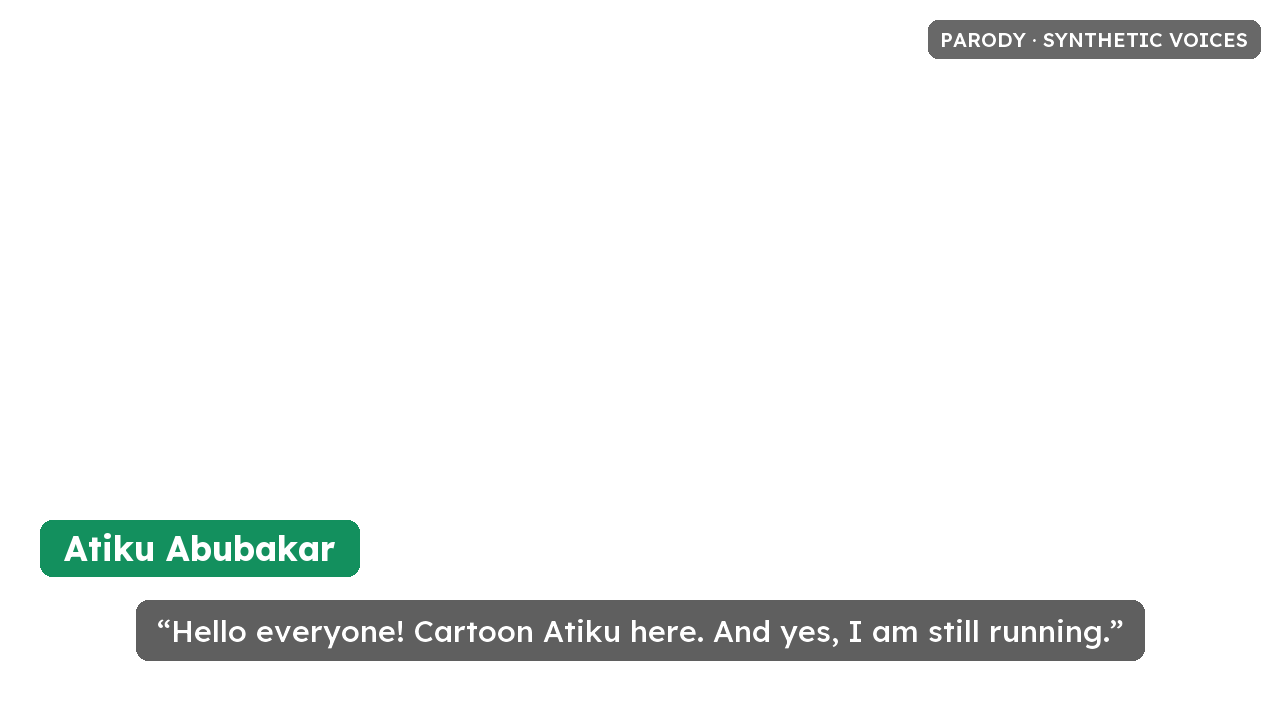 PARODY · SYNTHETIC VOICES
Atiku Abubakar
“Hello everyone! Cartoon Atiku here. And yes, I am still running.”